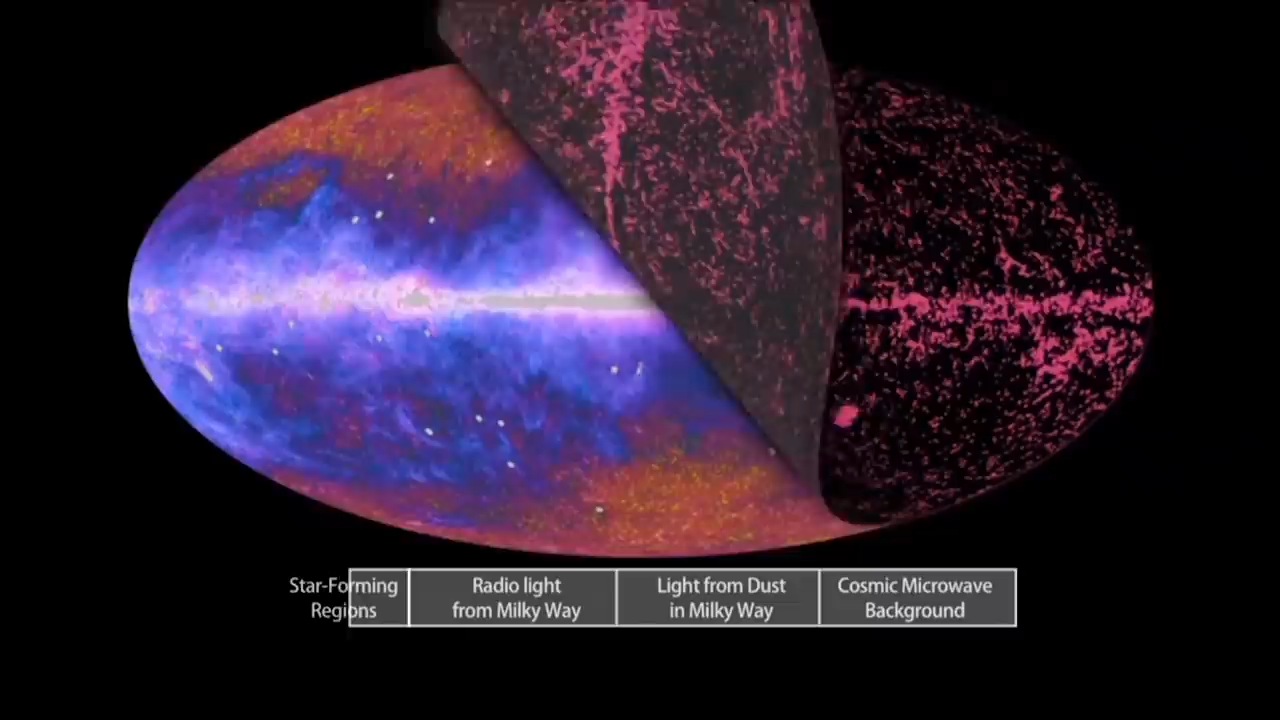 Star-Forming
Regions
Radio light
from Milky Way
Light from Dust
in Milky Way
Cosmic Microwave
Background